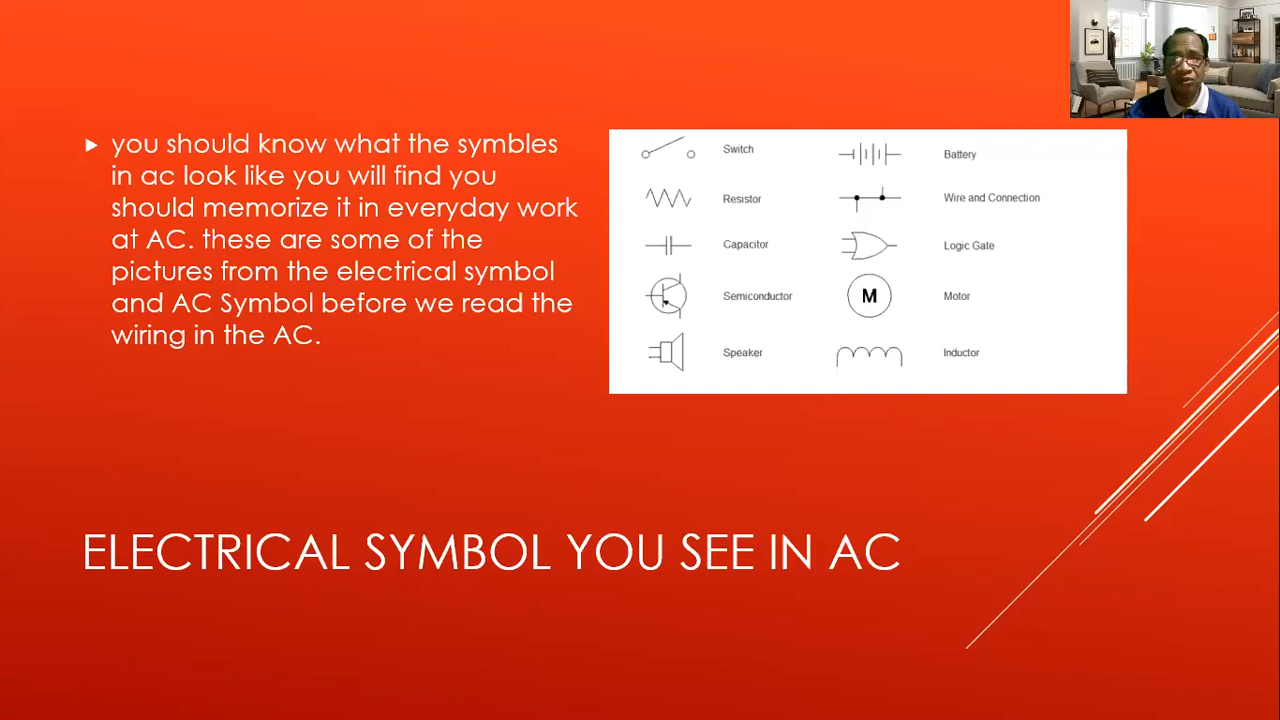 you should know what the symbles
in ac look like you will find you
should memorize it in everyday work
at AC. these are some of the
pictures from the electrical symbol
and AC Symbol before we read the
wiring in the AC.
Switch
Battery
Resistor
Wire and Connection
Capacitor
Logic Gate
Semiconductor
M
Motor
Speaker
Inductor
ELECTRICAL SYMBOL YOU SEE IN AC